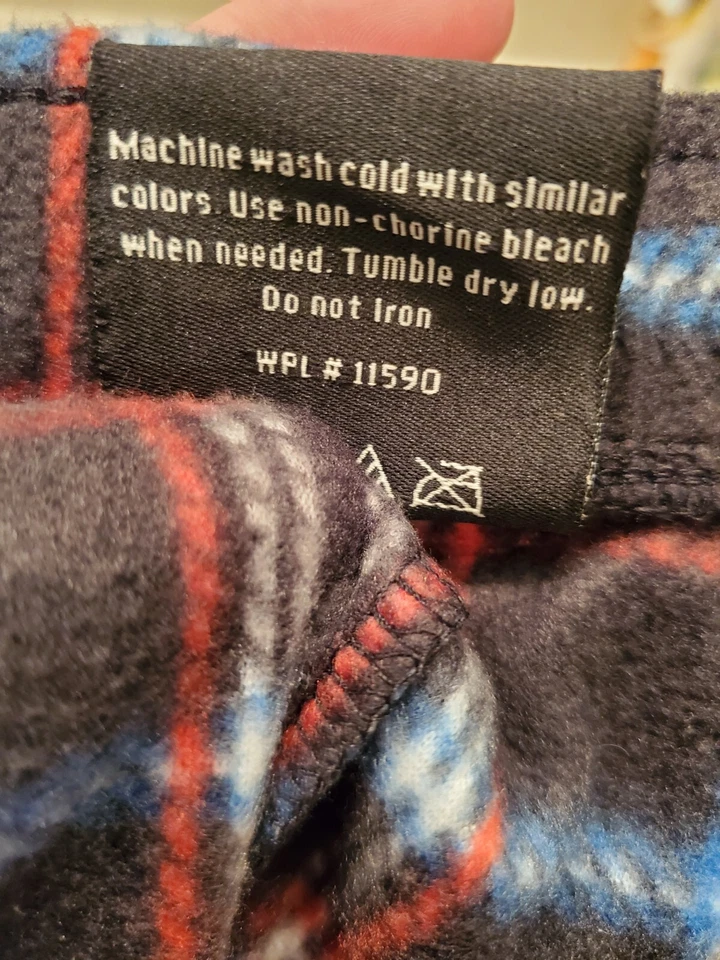 Machine wash cold with similar
colors. Use non-chorine bleach
when needed. Tumble dry low.
Do not Iron
WPL # 11590